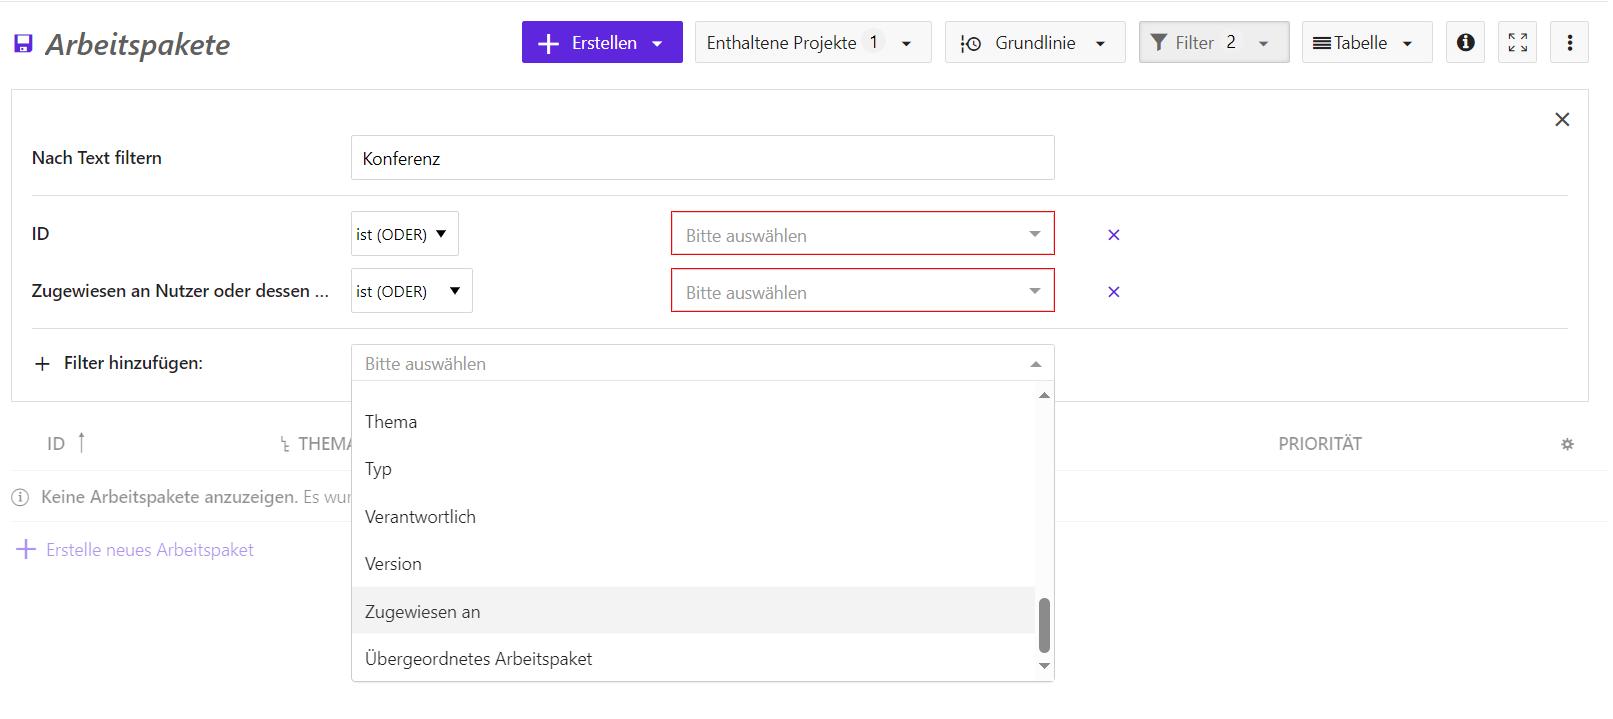 Arbeitspakete
Erstellen
Enthaltene Projekte 1
Grundlinie
Filter 2
Tabelle
Nach Text filtern
Konferenz
ID
ist (ODER)
Bitte auswählen
Zugewiesen an Nutzer oder dessen ...
ist (ODER)
Bitte auswählen
Filter hinzufügen:
Bitte auswählen
Thema
Typ
Verantwortlich
Version
Zugewiesen an
Übergeordnetes Arbeitspaket
ID
THEMA
PRIORITÄT
Keine Arbeitspakete anzuzeigen. Es wur
Erstelle neues Arbeitspaket